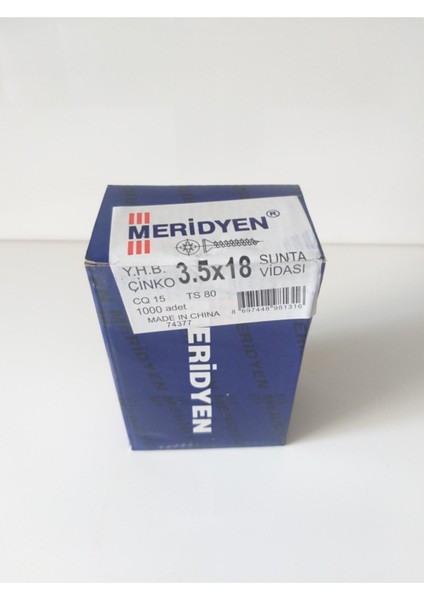 MERİDYEN®
Y.H.B. 3.5x18 SUNTA
ÇİNKO VİDASI
CQ 15 TS 80
1000 adet
MADE IN CHINA
74377
8 697448 981316
MERİDYEN